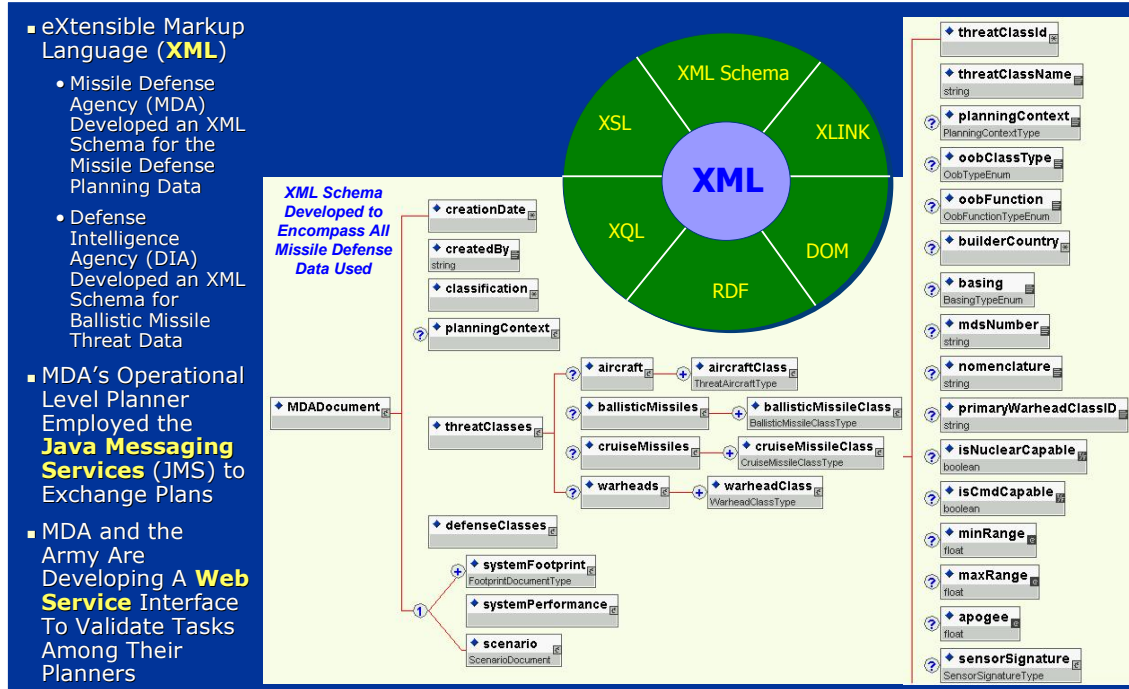 eXtensible Markup
Language (XML)
Missile Defense
Agency (MDA)
Developed an XML
Schema for the
Missile Defense
Planning Data
Defense
Intelligence
Agency (DIA)
Developed an XML
Schema for
Ballistic Missile
Threat Data
MDA's Operational
Level Planner
Employed the
Java Messaging
Services (JMS) to
Exchange Plans
MDA and the
Army Are
Developing A Web
Service Interface
To Validate Tasks
Among Their
Planners
XML Schema
Developed to
Encompass All
Missile Defense
Data Used
XML Schema
XLINK
DOM
RDF
XQL
XSL
XML
MDADocument
creationDate
createdBy
string
classification
? planningContext
threatClasses
? aircraft
+ aircraftClass
ThreatAircraftType
? ballisticMissiles
+ ballisticMissileClass
BallisticMissileClassType
? cruiseMissiles
+ cruiseMissileClass
CruiseMissileClassType
? warheads
+ warheadClass
WarheadClassType
defenseClasses
1
+ systemFootprint
FootprintDocumentType
systemPerformance
scenario
ScenarioDocument
threatClassId
threatClassName
string
? planningContext
PlanningContextType
? oobClassType
OobTypeEnum
? oobFunction
OobFunctionTypeEnum
? builderCountry
? basing
BasingTypeEnum
? mdsNumber
string
? nomenclature
string
? primaryWarheadClassID
string
? isNuclearCapable
boolean
? isCmdCapable
boolean
? minRange
float
? maxRange
float
? apogee
float
? sensorSignature
SensorSignatureType